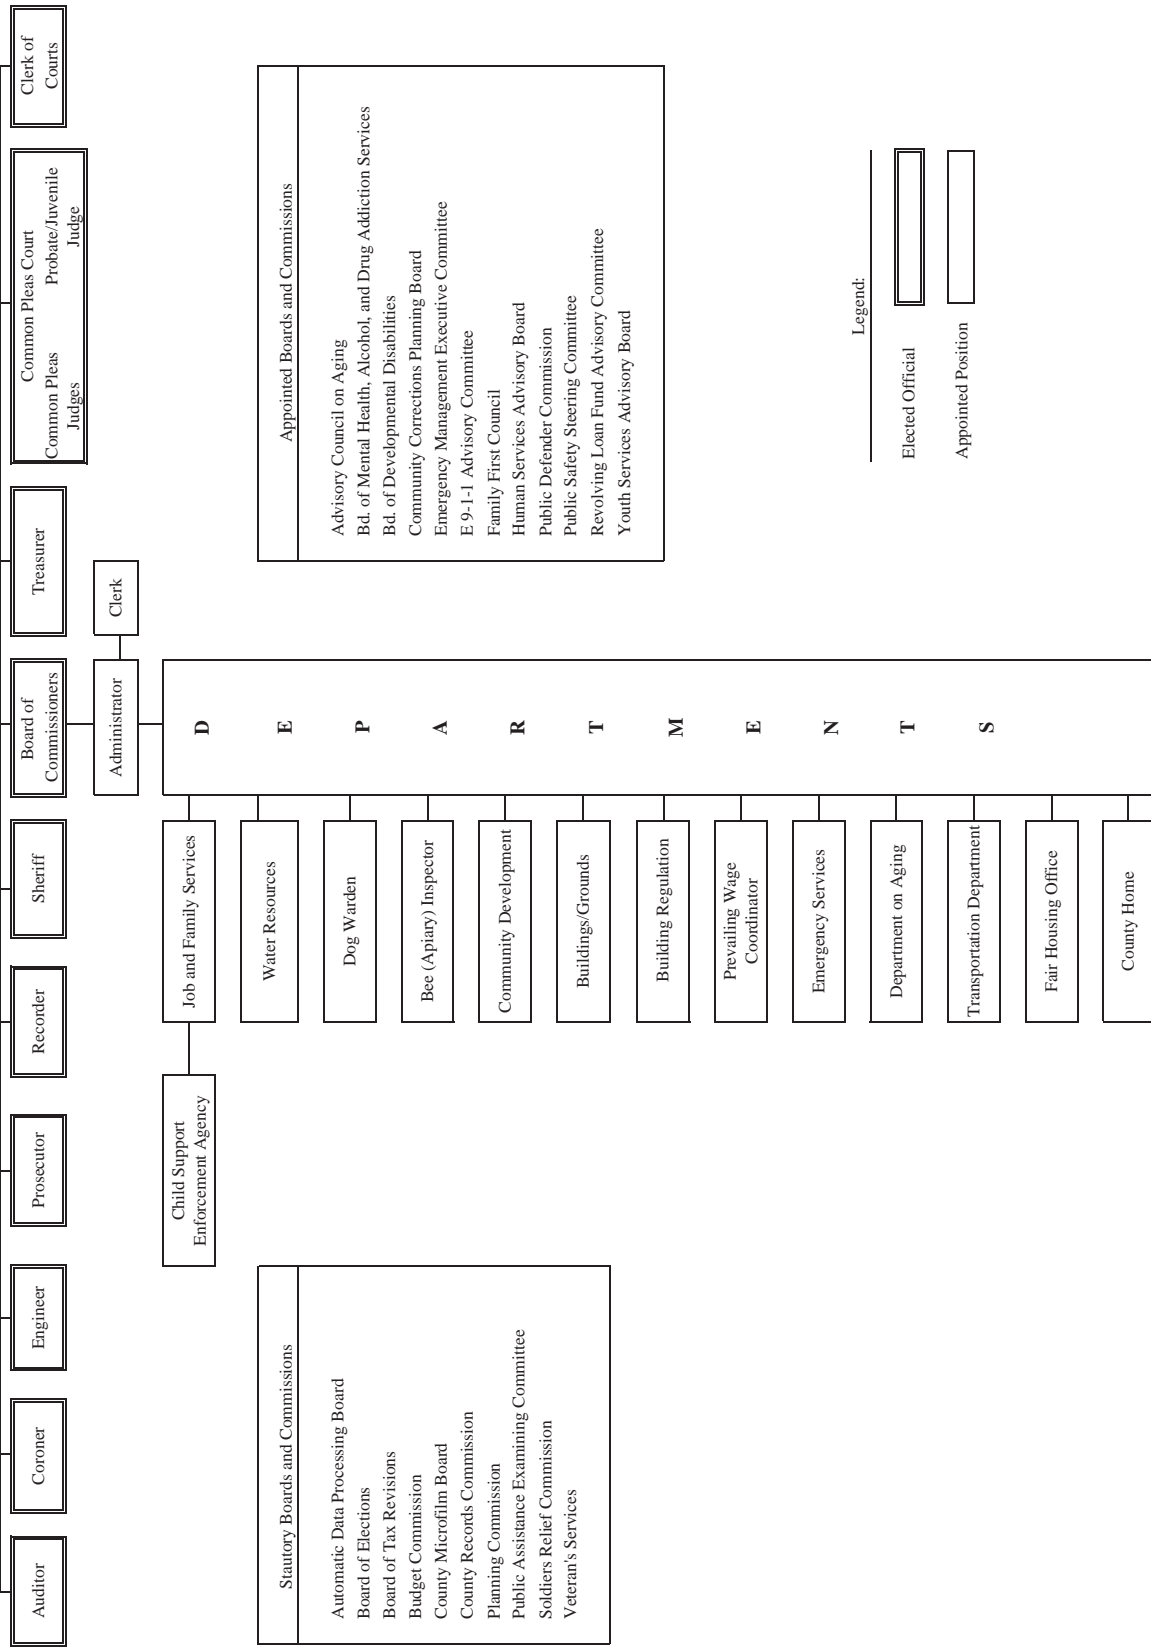 Auditor
Coroner
Engineer
Prosecutor
Recorder
Sheriff
Board of
Commissioners
Treasurer
Common Pleas Court
Common Pleas
Judges
Probate/Juvenile
Judge
Clerk of
Courts
Administrator
Clerk
D
E
P
A
R
T
M
E
N
T
S
Child Support
Enforcement Agency
Job and Family Services
Water Resources
Dog Warden
Bee (Apiary) Inspector
Community Development
Buildings/Grounds
Building Regulation
Prevailing Wage
Coordinator
Emergency Services
Department on Aging
Transportation Department
Fair Housing Office
County Home
Stautory Boards and Commissions
Automatic Data Processing Board
Board of Elections
Board of Tax Revisions
Budget Commission
County Microfilm Board
County Records Commission
Planning Commission
Public Assistance Examining Committee
Soldiers Relief Commission
Veteran's Services
Appointed Boards and Commissions
Advisory Council on Aging
Bd. of Mental Health, Alcohol, and Drug Addiction Services
Bd. of Developmental Disabilities
Community Corrections Planning Board
Emergency Management Executive Committee
E 9-1-1 Advisory Committee
Family First Council
Human Services Advisory Board
Public Defender Commission
Public Safety Steering Committee
Revolving Loan Fund Advisory Committee
Youth Services Advisory Board
Legend:
Elected Official
Appointed Position